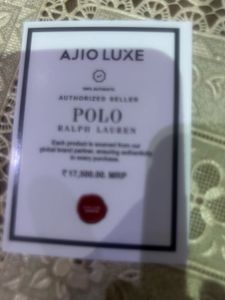 AJIO LUXE
100% AUTHENTIC
AUTHORIZED SELLER
POLO
RALPH LAUREN
Each product is sourced from our
global brand partner, ensuring authenticity
in every purchase.
₹ 17,500.00. MRP